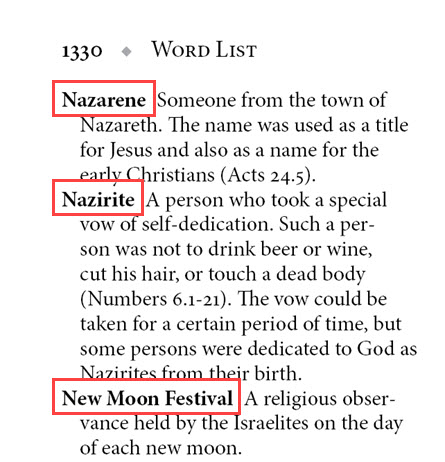 1330 ◆ Word List
Nazarene Someone from the town of
Nazareth. The name was used as a title
for Jesus and also as a name for the
early Christians (Acts 24.5).
Nazirite A person who took a special
vow of self-dedication. Such a per-
son was not to drink beer or wine,
cut his hair, or touch a dead body
(Numbers 6.1-21). The vow could be
taken for a certain period of time, but
some persons were dedicated to God as
Nazirites from their birth.
New Moon Festival A religious obser-
vance held by the Israelites on the day
of each new moon.